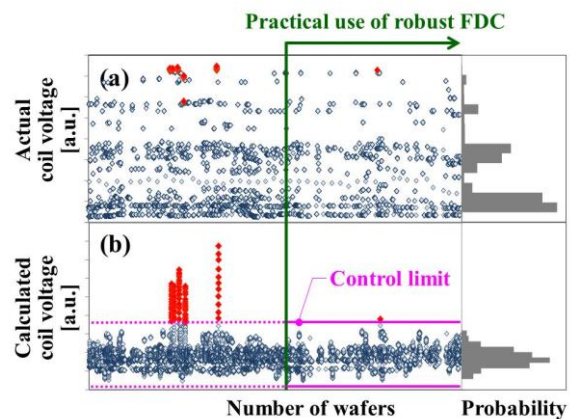 Practical use of robust FDC
(a)
Actual
coil voltage
[a.u.]
(b)
Control limit
Calculated
coil voltage
[a.u.]
Number of wafers
Probability